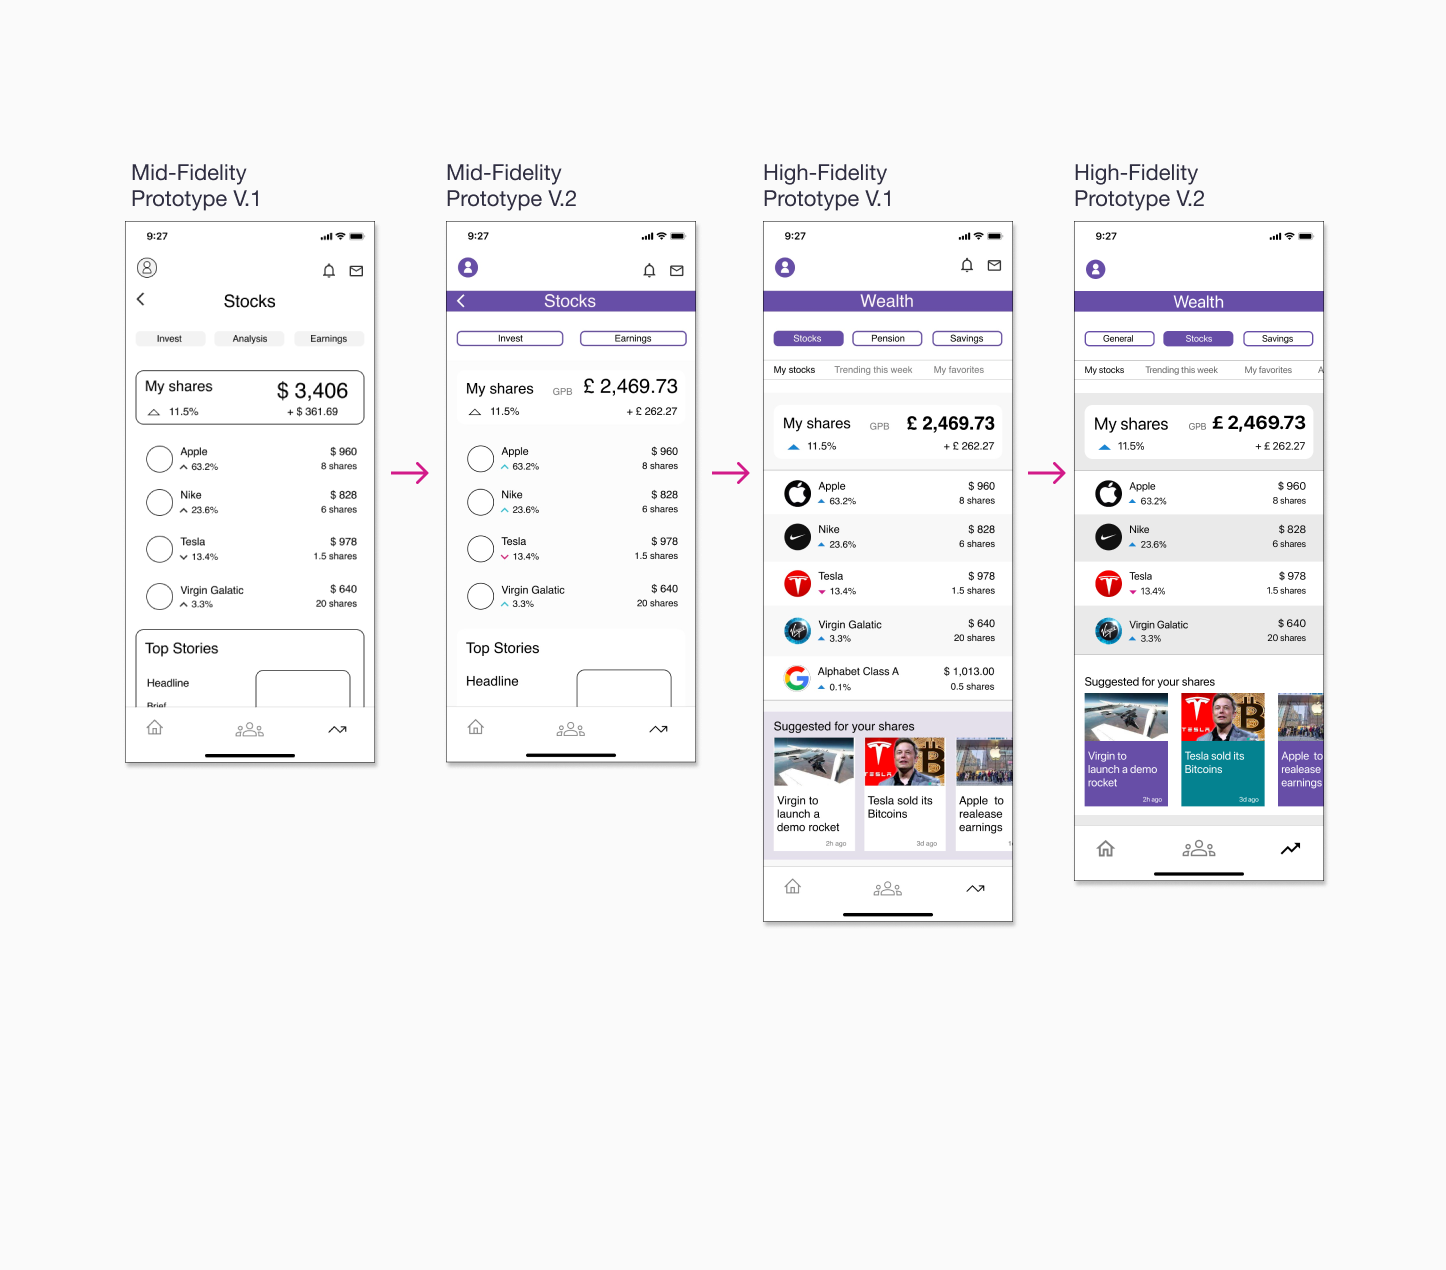 Mid-Fidelity
Prototype V.1
9:27
Stocks
Invest Analysis Earnings
My shares $ 3,406
11.5% + $ 361.69
Apple $ 960
63.2% 8 shares
Nike $ 828
23.6% 6 shares
Tesla $ 978
13.4% 1.5 shares
Virgin Galatic $ 640
3.3% 20 shares
Top Stories
Headline
Brief
Mid-Fidelity
Prototype V.2
9:27
Stocks
Invest Earnings
My shares GPB £ 2,469.73
11.5% + £ 262.27
Apple $ 960
63.2% 8 shares
Nike $ 828
23.6% 6 shares
Tesla $ 978
13.4% 1.5 shares
Virgin Galatic $ 640
3.3% 20 shares
Top Stories
Headline
High-Fidelity
Prototype V.1
9:27
Wealth
Stocks Pension Savings
My stocks Trending this week My favorites
My shares GPB £ 2,469.73
11.5% + £ 262.27
Apple $ 960
63.2% 8 shares
Nike $ 828
23.6% 6 shares
Tesla $ 978
13.4% 1.5 shares
Virgin Galatic $ 640
3.3% 20 shares
Alphabet Class A $ 1,013.00
0.1% 0.5 shares
Suggested for your shares
TESLA
Virgin to
launch a
demo rocket
2h ago
Tesla sold its
Bitcoins
3d ago
Apple to
realease
earnings
1
High-Fidelity
Prototype V.2
9:27
Wealth
General Stocks Savings
My stocks Trending this week My favorites A
My shares GPB £ 2,469.73
11.5% + £ 262.27
Apple $ 960
63.2% 8 shares
Nike $ 828
23.6% 6 shares
Tesla $ 978
13.4% 1.5 shares
Virgin Galatic $ 640
3.3% 20 shares
Suggested for your shares
TESLA
Virgin to
launch a demo
rocket
2h ago
Tesla sold its
Bitcoins
3d ago
Apple to
realease
earnings